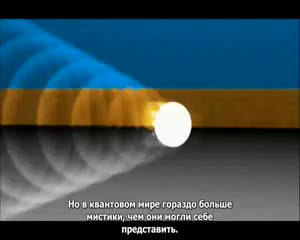 Но в квантовом мире гораздо больше
мистики, чем они могли себе
представить.